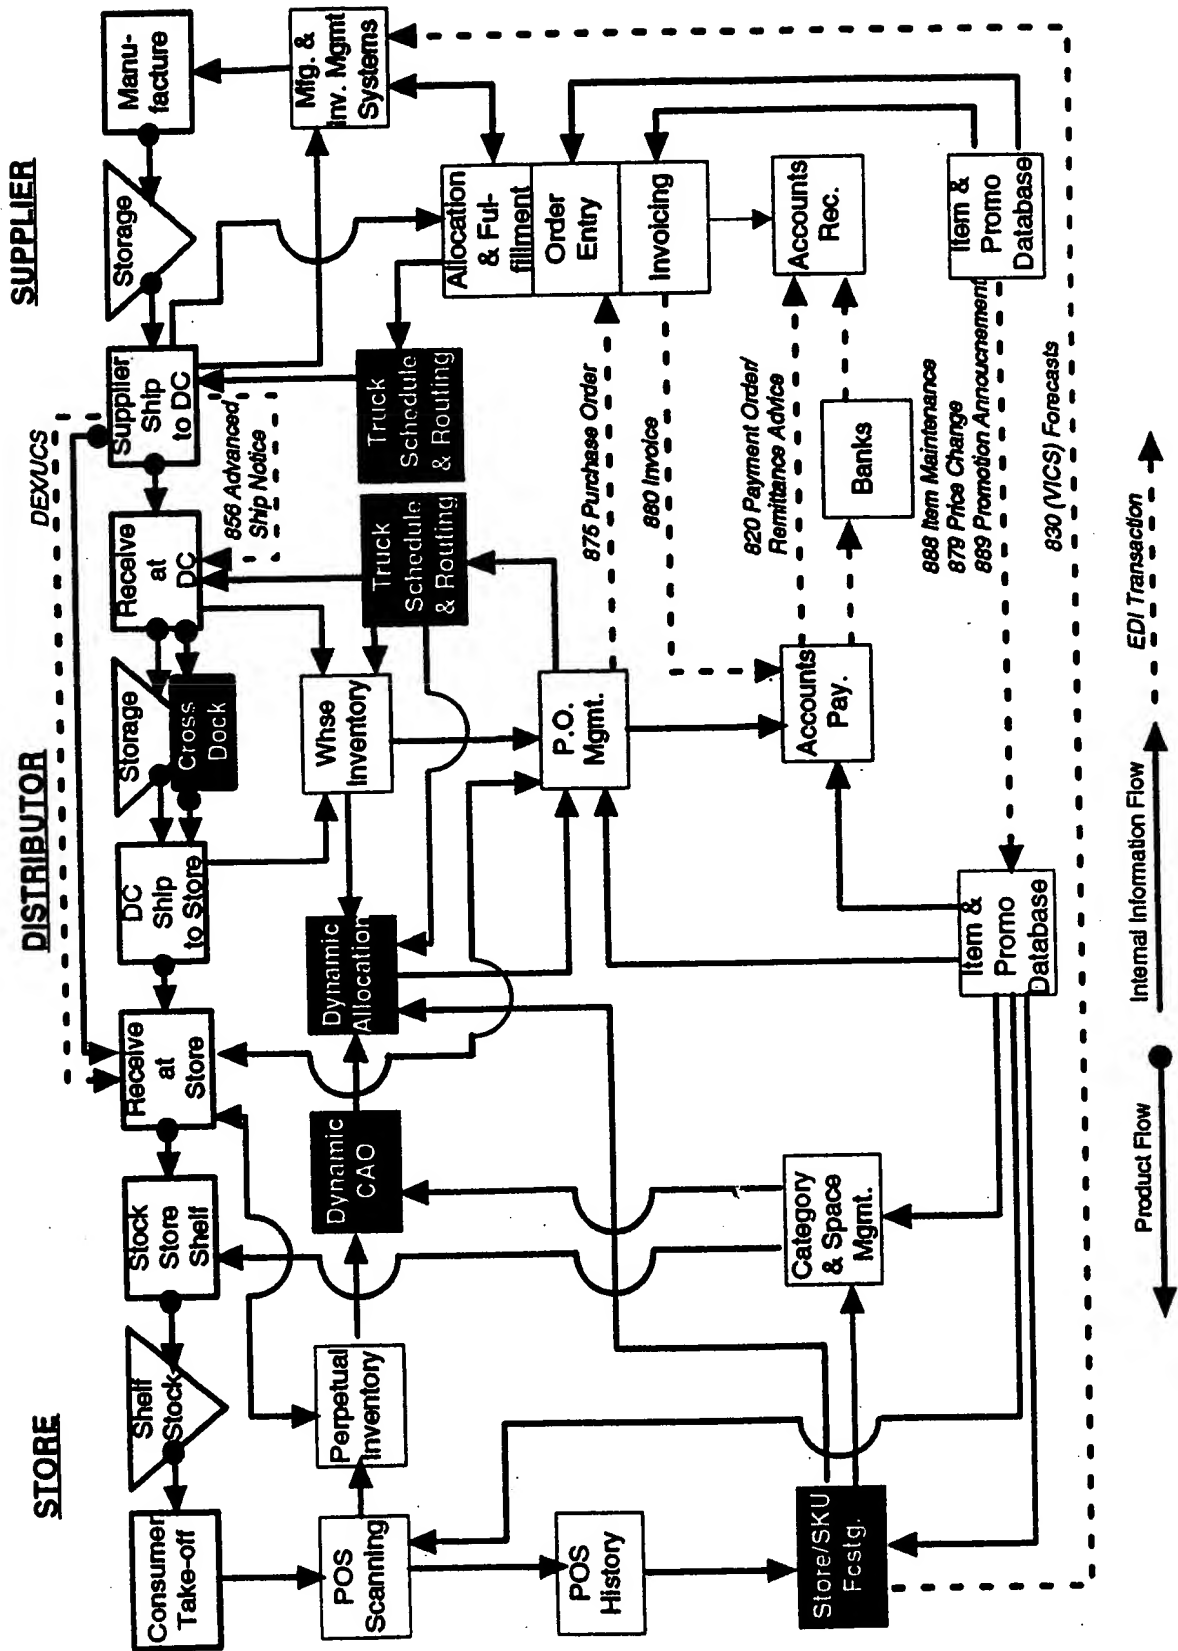 STORE
DISTRIBUTOR
SUPPLIER
DEX/UCS
Consumer
Take-off
Shelf
Stock
Stock
Store
Shelf
Receive
at
Store
DC
Ship
to Store
Storage
Cross
Dock
Receive
at
DC
Supplier
Ship
to DC
Storage
Manu-
facture
856 Advanced
Ship Notice
POS
Scanning
Perpetual
Inventory
Dynamic
CAO
Dynamic
Allocation
Whse
Inventory
Truck
Schedule
& Routing
Truck
Schedule
& Routing
Mfg. &
Inv. Mgmt
Systems
POS
History
P.O.
Mgmt.
875 Purchase Order
880 Invoice
Allocation
& Ful-
fillment
Order
Entry
Invoicing
Store/SKU
Fcstg.
Category
& Space
Mgmt.
Accounts
Pay.
820 Payment Order/
Remittance Advice
Banks
Accounts
Rec.
Item &
Promo
Database
888 Item Maintenance
879 Price Change
889 Promotion Annoucnement
Item &
Promo
Database
830 (VICS) Forecasts
Product Flow
Internal Information Flow
EDI Transaction